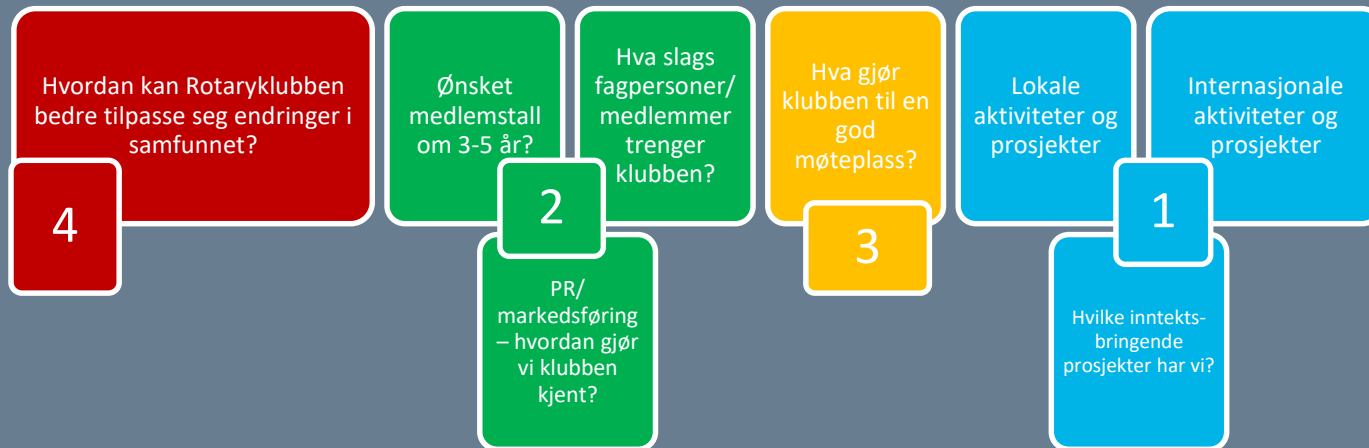 Hvordan kan Rotaryklubben
bedre tilpasse seg endringer i
samfunnet?
4
Ønsket
medlemstall
om 3-5 år?
Hva slags
fagpersoner/
medlemmer
trenger
klubben?
2
PR/
markedsføring
– hvordan gjør
vi klubben
kjent?
Hva gjør
klubben til en
god
møteplass?
3
Lokale
aktiviteter og
prosjekter
Internasjonale
aktiviteter og
prosjekter
1
Hvilke inntekts-
bringende
prosjekter har vi?